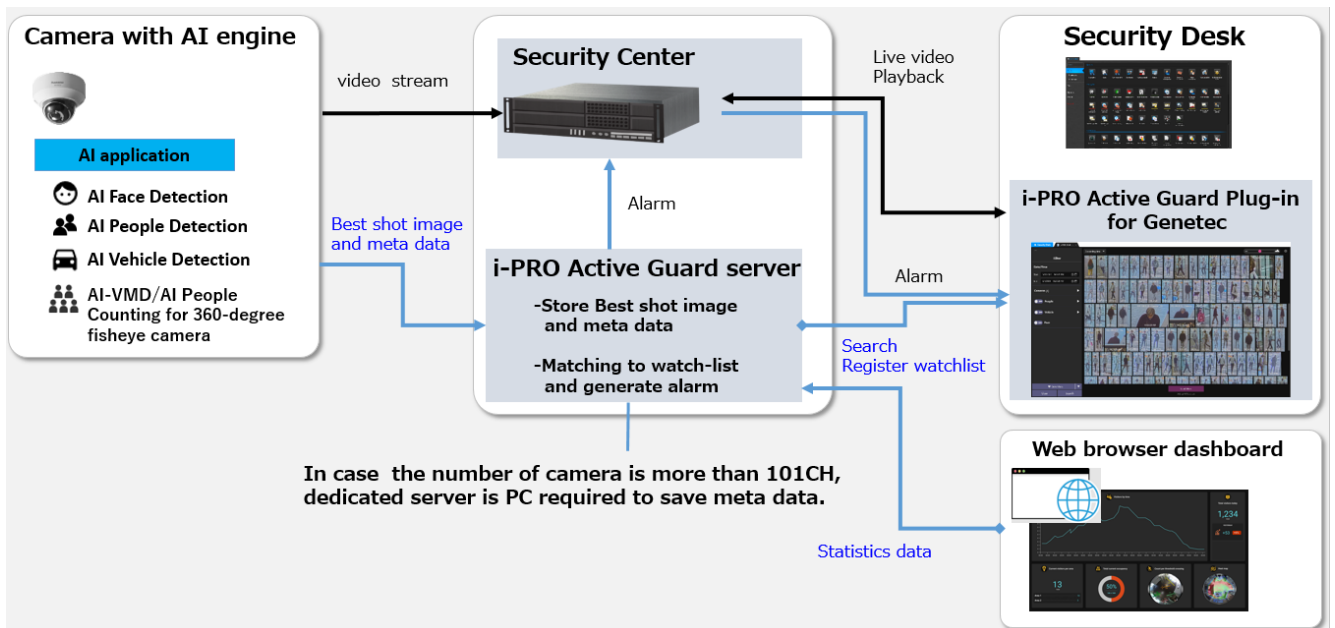 Camera with AI engine
AI application
AI Face Detection
AI People Detection
AI Vehicle Detection
AI-VMD/AI People
Counting for 360-degree
fisheye camera
video stream
Best shot image
and meta data
Security Center
Alarm
i-PRO Active Guard server
-Store Best shot image
and meta data
-Matching to watch-list
and generate alarm
In case the number of camera is more than 101CH,
dedicated server is PC required to save meta data.
Live video
Playback
Alarm
Search
Register watchlist
Statistics data
Security Desk
i-PRO Active Guard Plug-in
for Genetec
Web browser dashboard
1,234
13
50%